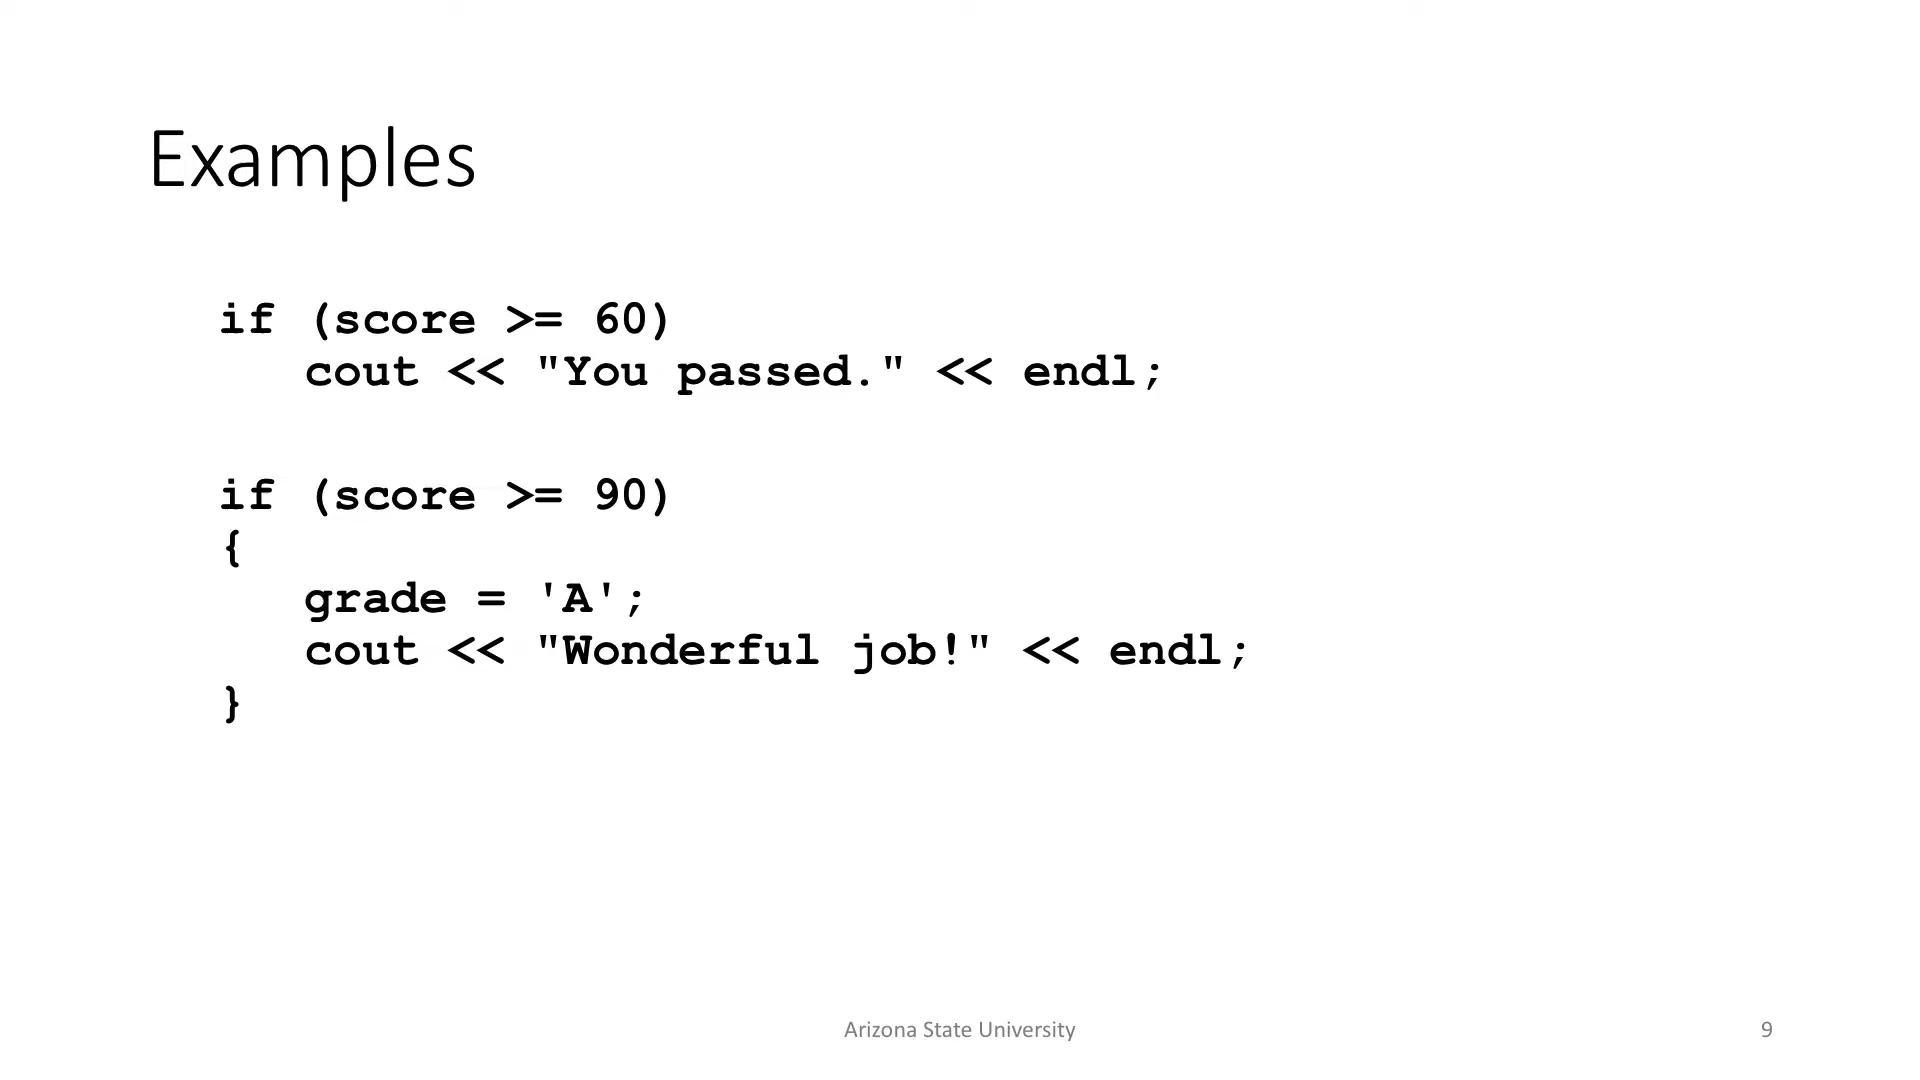 Examples
if (score >= 60)
cout << "You passed." << endl;
if (score >= 90)
{
grade = 'A';
cout << "Wonderful job!" << endl;
}
Arizona State University
9